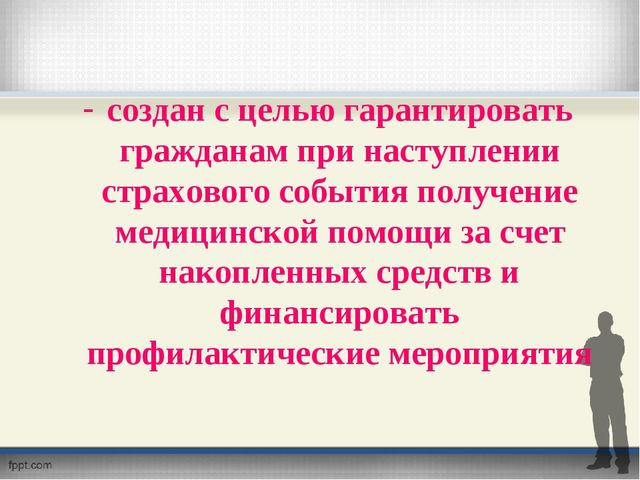 - создан с целью гарантировать
гражданам при наступлении
страхового события получение
медицинской помощи за счет
накопленных средств и
финансировать
профилактические мероприятия
fppt.com